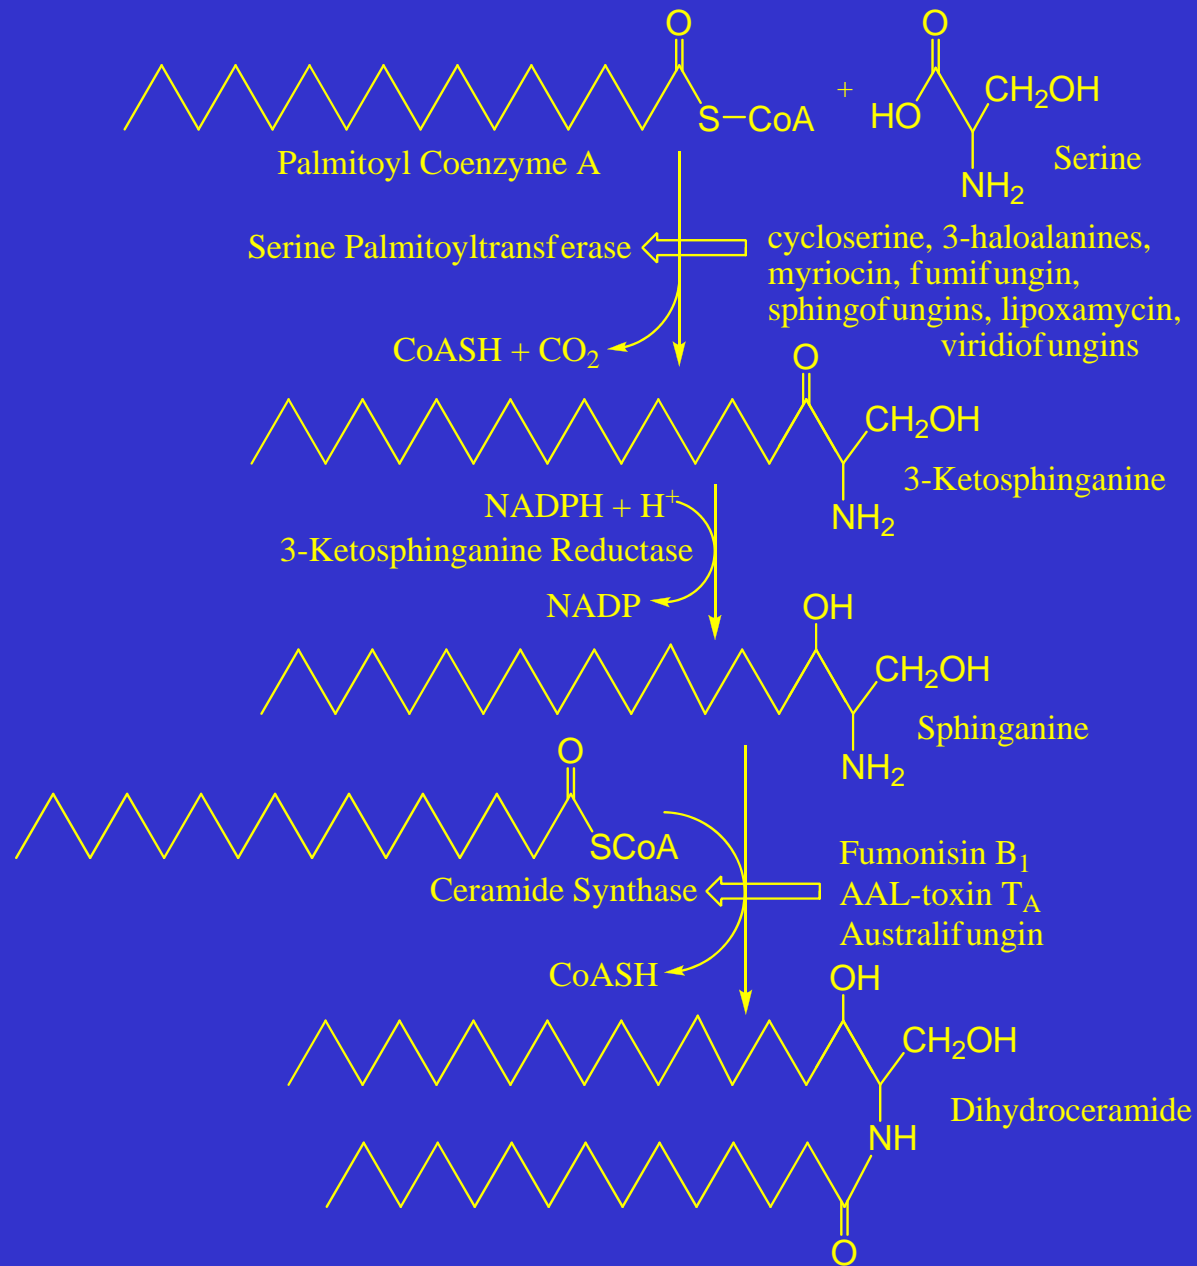 O
O
+
CH₂OH
HO
S–CoA
Palmitoyl Coenzyme A
NH₂
Serine
Serine Palmitoyltransferase
cycloserine, 3-haloalanines,
myriocin, fumifungin,
sphingofungins, lipoxamycin,
viridiofungins
CoASH + CO₂
O
CH₂OH
3-Ketosphinganine
NH₂
NADPH + H⁺
3-Ketosphinganine Reductase
NADP
OH
CH₂OH
Sphinganine
NH₂
O
SCoA
Ceramide Synthase
Fumonisin B₁
AAL-toxin T_A
Australifungin
CoASH
OH
CH₂OH
Dihydroceramide
NH
O